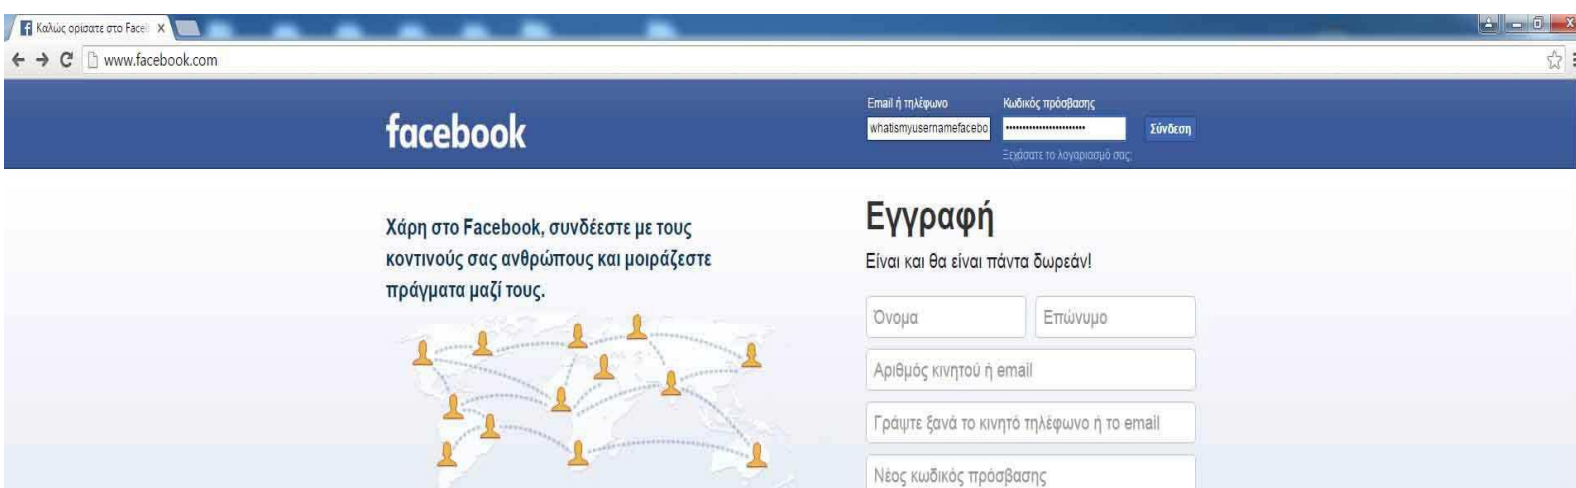 Καλώς ορίσατε στο Faceb
www.facebook.com
facebook
Email ή τηλέφωνο
Κωδικός πρόσβασης
whatismyusernamefacebo
Σύνδεση
Ξεχάσατε το λογαριασμό σας;
Χάρη στο Facebook, συνδέεστε με τους
κοντινούς σας ανθρώπους και μοιράζεστε
πράγματα μαζί τους.
Εγγραφή
Είναι και θα είναι πάντα δωρεάν!
Όνομα
Επώνυμο
Αριθμός κινητού ή email
Γράψτε ξανά το κινητό τηλέφωνο ή το email
Νέος κωδικός πρόσβασης